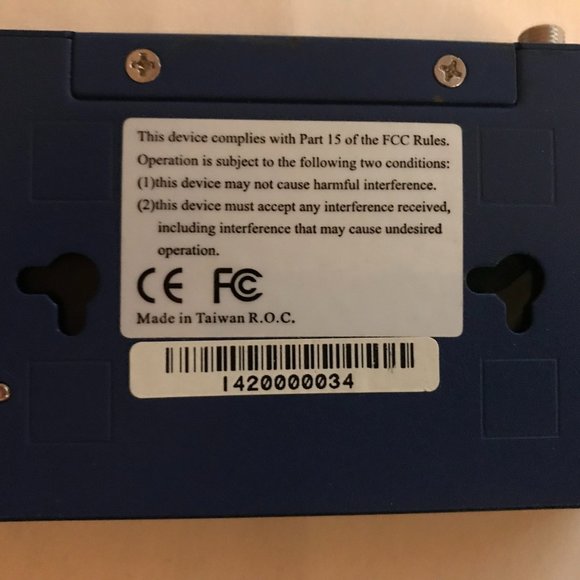 This device complies with Part 15 of the FCC Rules.
Operation is subject to the following two conditions:
(1)this device may not cause harmful interference.
(2)this device must accept any interference received,
including interference that may cause undesired
operation.
CE FC
Made in Taiwan R.O.C.
1420000034